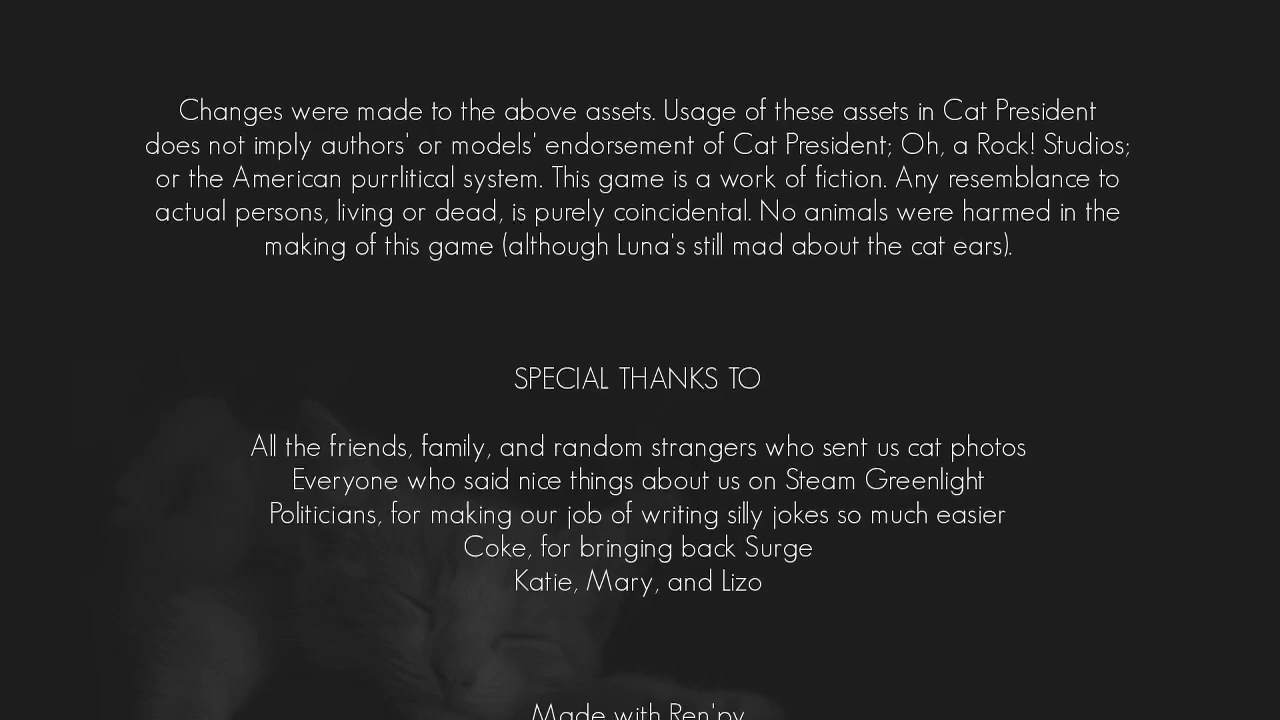 Changes were made to the above assets. Usage of these assets in Cat President
does not imply authors' or models' endorsement of Cat President; Oh, a Rock! Studios;
or the American purrlitical system. This game is a work of fiction. Any resemblance to
actual persons, living or dead, is purely coincidental. No animals were harmed in the
making of this game (although Luna's still mad about the cat ears).
SPECIAL THANKS TO
All the friends, family, and random strangers who sent us cat photos
Everyone who said nice things about us on Steam Greenlight
Politicians, for making our job of writing silly jokes so much easier
Coke, for bringing back Surge
Katie, Mary, and Lizo
Made with Ren'py